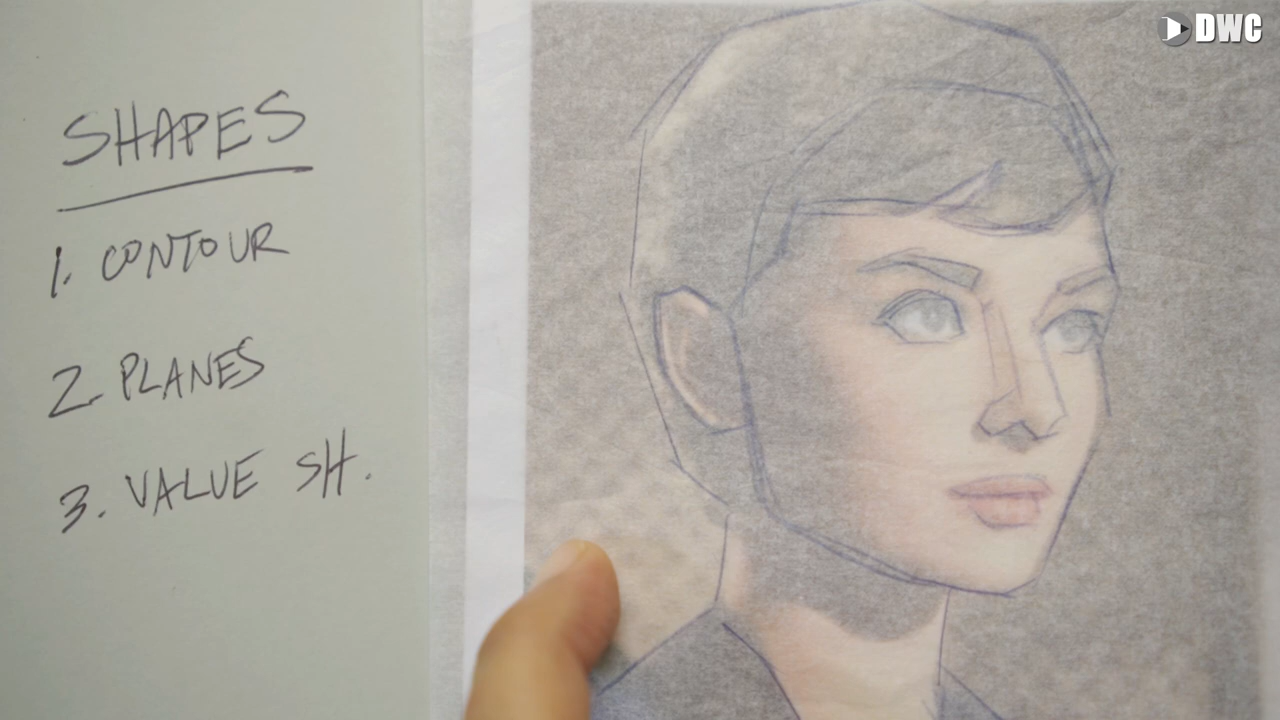 SHAPES
1. CONTOUR
2. PLANES
3. VALUE SH.
DWC